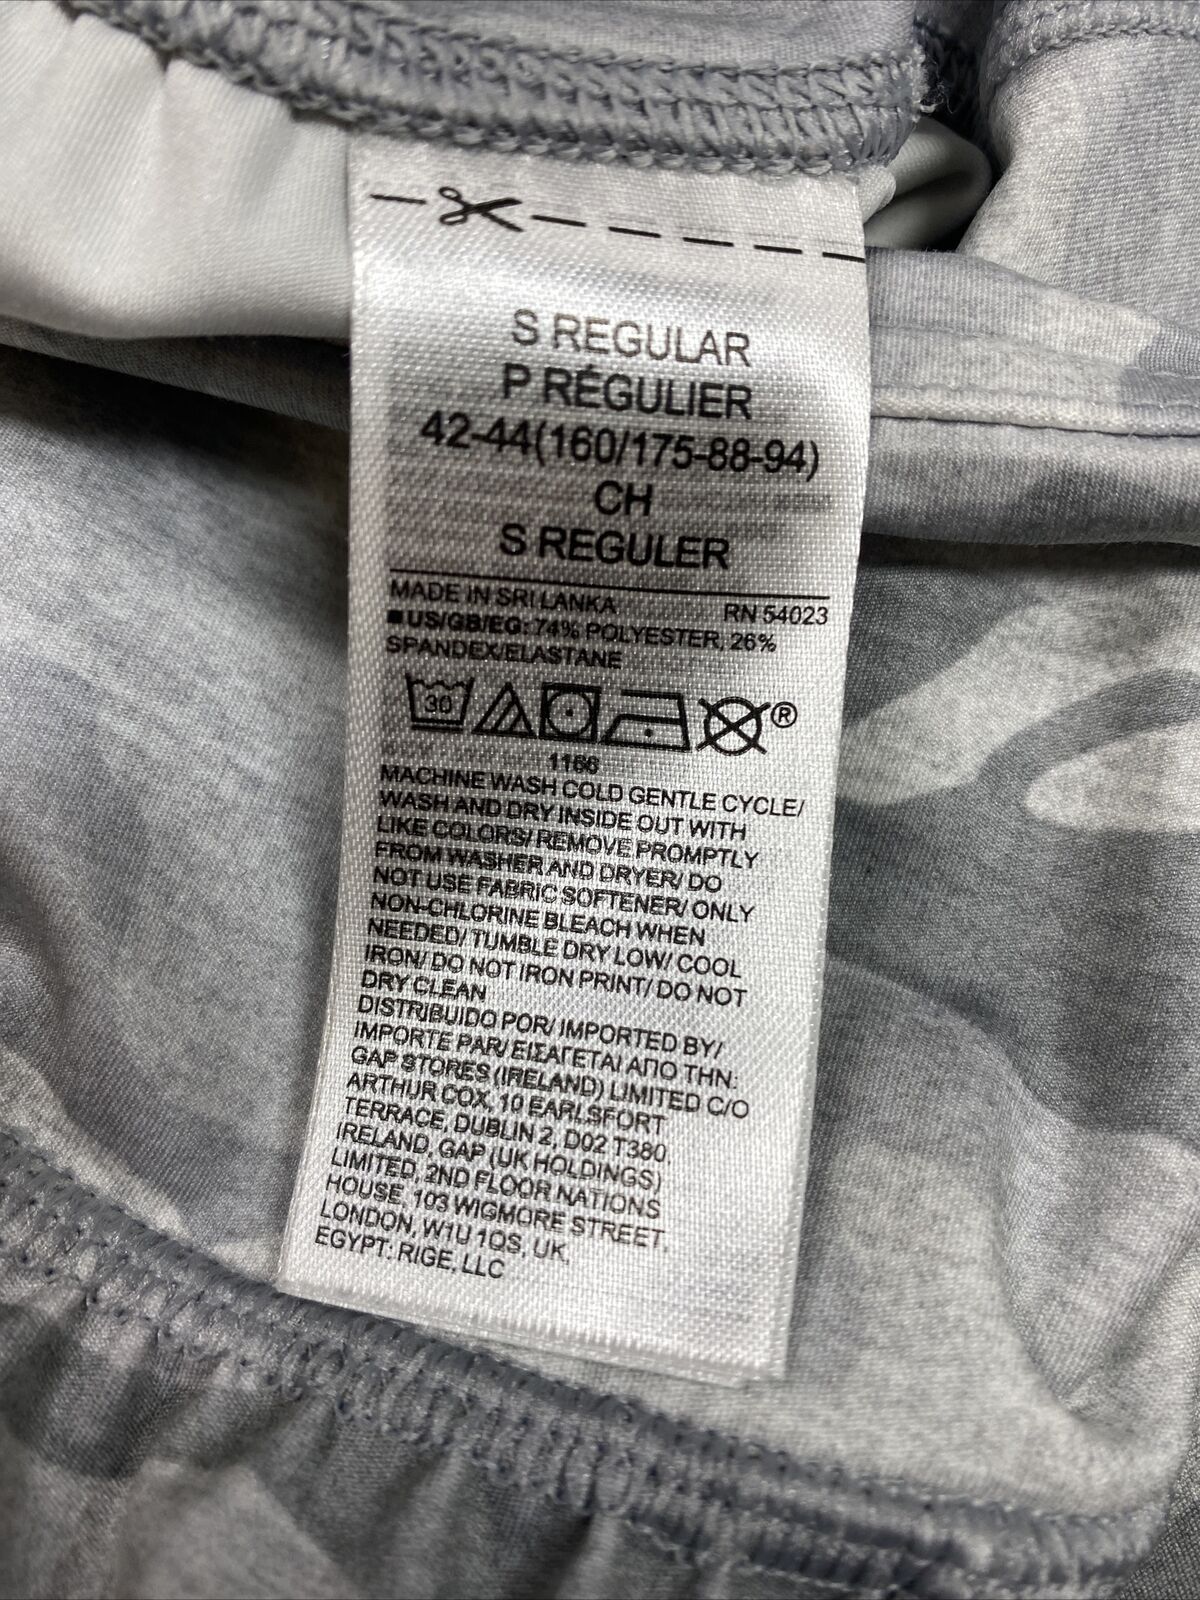 S REGULAR
P RÉGULIER
42-44(160/175-88-94)
CH
S REGULER
MADE IN SRI LANKA RN 54023
■US/GB/EG: 74% POLYESTER, 26%
SPANDEX/ELASTANE
30 ®
1166
MACHINE WASH COLD GENTLE CYCLE/
WASH AND DRY INSIDE OUT WITH
LIKE COLORS/ REMOVE PROMPTLY
FROM WASHER AND DRYER/ DO
NOT USE FABRIC SOFTENER/ ONLY
NON-CHLORINE BLEACH WHEN
NEEDED/ TUMBLE DRY LOW/ COOL
IRON/ DO NOT IRON PRINT/ DO NOT
DRY CLEAN
DISTRIBUIDO POR/ IMPORTED BY/
IMPORTE PAR/ ΕΙΣΑΓΕΤΑΙ ΑΠΟ ΤΗΝ:
GAP STORES (IRELAND) LIMITED C/O
ARTHUR COX, 10 EARLSFORT
TERRACE, DUBLIN 2, D02 T380,
IRELAND, GAP (UK HOLDINGS)
LIMITED, 2ND FLOOR NATIONS
HOUSE, 103 WIGMORE STREET,
LONDON, W1U 1QS, UK,
EGYPT: RIGE, LLC